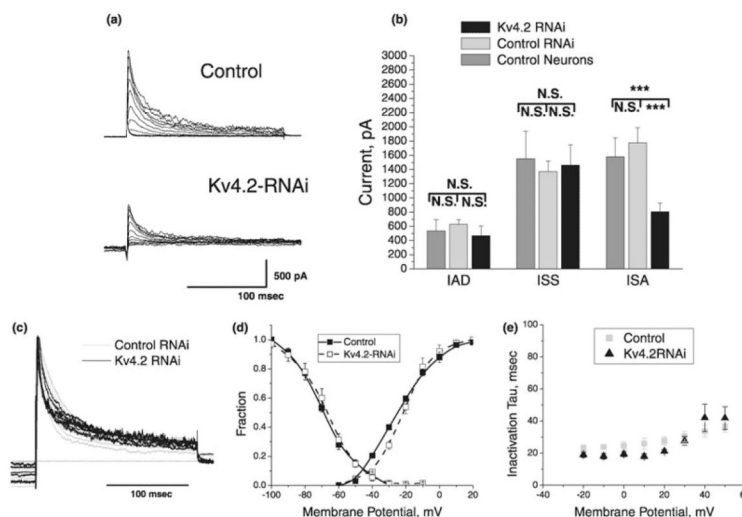 (a)
Control
Kv4.2-RNAi
500 pA
100 msec
(b)
Kv4.2 RNAi
Control RNAi
Control Neurons
Current, pA
3000
2800
2600
2400
2200
2000
1800
1600
1400
1200
1000
800
600
400
200
0
N.S.
N.S.
N.S.
N.S.
N.S.
N.S.
***
N.S.
***
IAD
ISS
ISA
(c)
Control RNAi
Kv4.2 RNAi
100 msec
(d)
Control
Kv4.2-RNAi
Fraction
1.0
0.8
0.6
0.4
0.2
0.0
-100 -80 -60 -40 -20 0 20
Membrane Potential, mV
(e)
Control
Kv4.2RNAi
Inactivation Tau, msec
100
80
60
40
20
0
-40 -20 0 20 40 60
Membrane Potential, mV